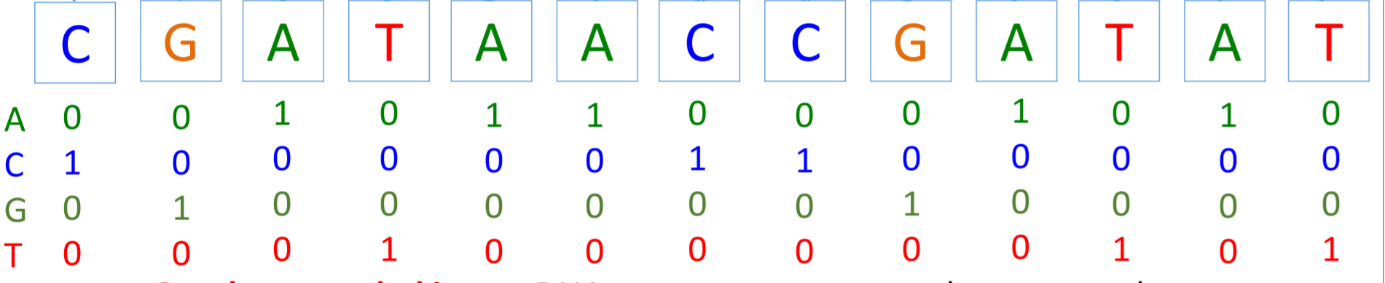 C G A T A A C C G A T A T
A 0 0 1 0 1 1 0 0 0 1 0 1 0
C 1 0 0 0 0 0 1 1 0 0 0 0 0
G 0 1 0 0 0 0 0 0 1 0 0 0 0
T 0 0 0 1 0 0 0 0 0 0 1 0 1